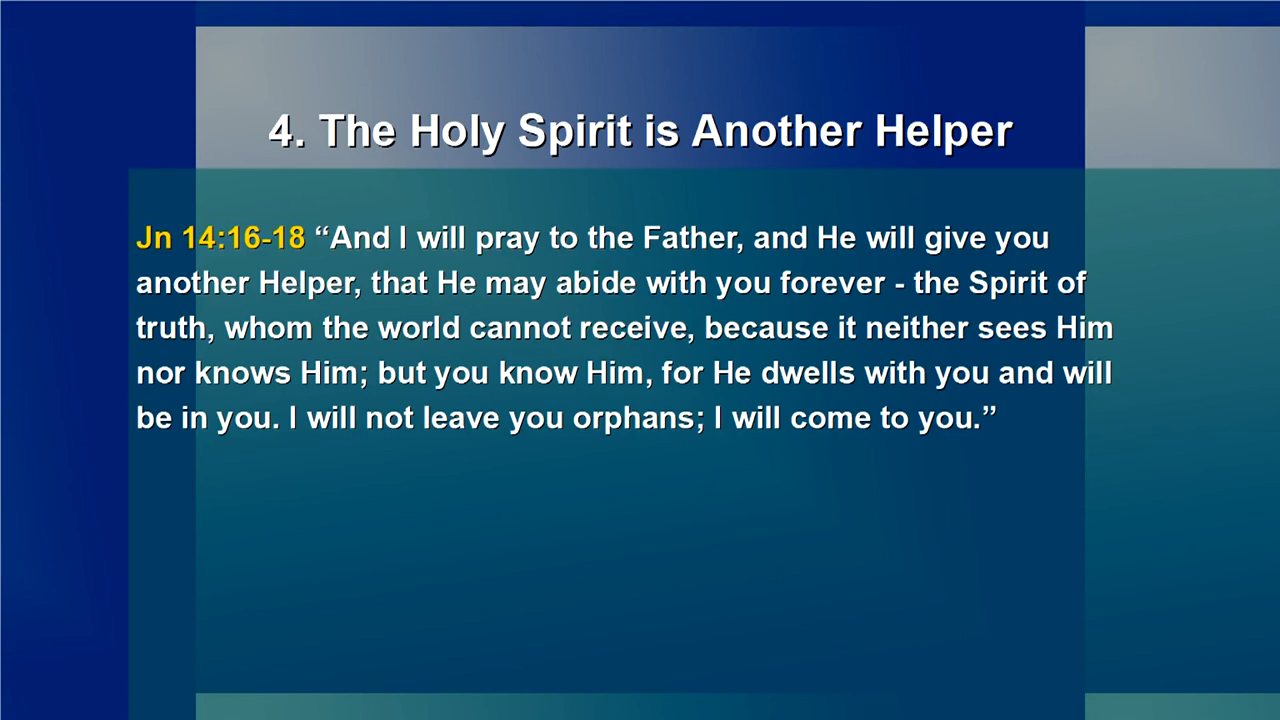 4. The Holy Spirit is Another Helper
Jn 14:16-18 “And I will pray to the Father, and He will give you
another Helper, that He may abide with you forever - the Spirit of
truth, whom the world cannot receive, because it neither sees Him
nor knows Him; but you know Him, for He dwells with you and will
be in you. I will not leave you orphans; I will come to you.”